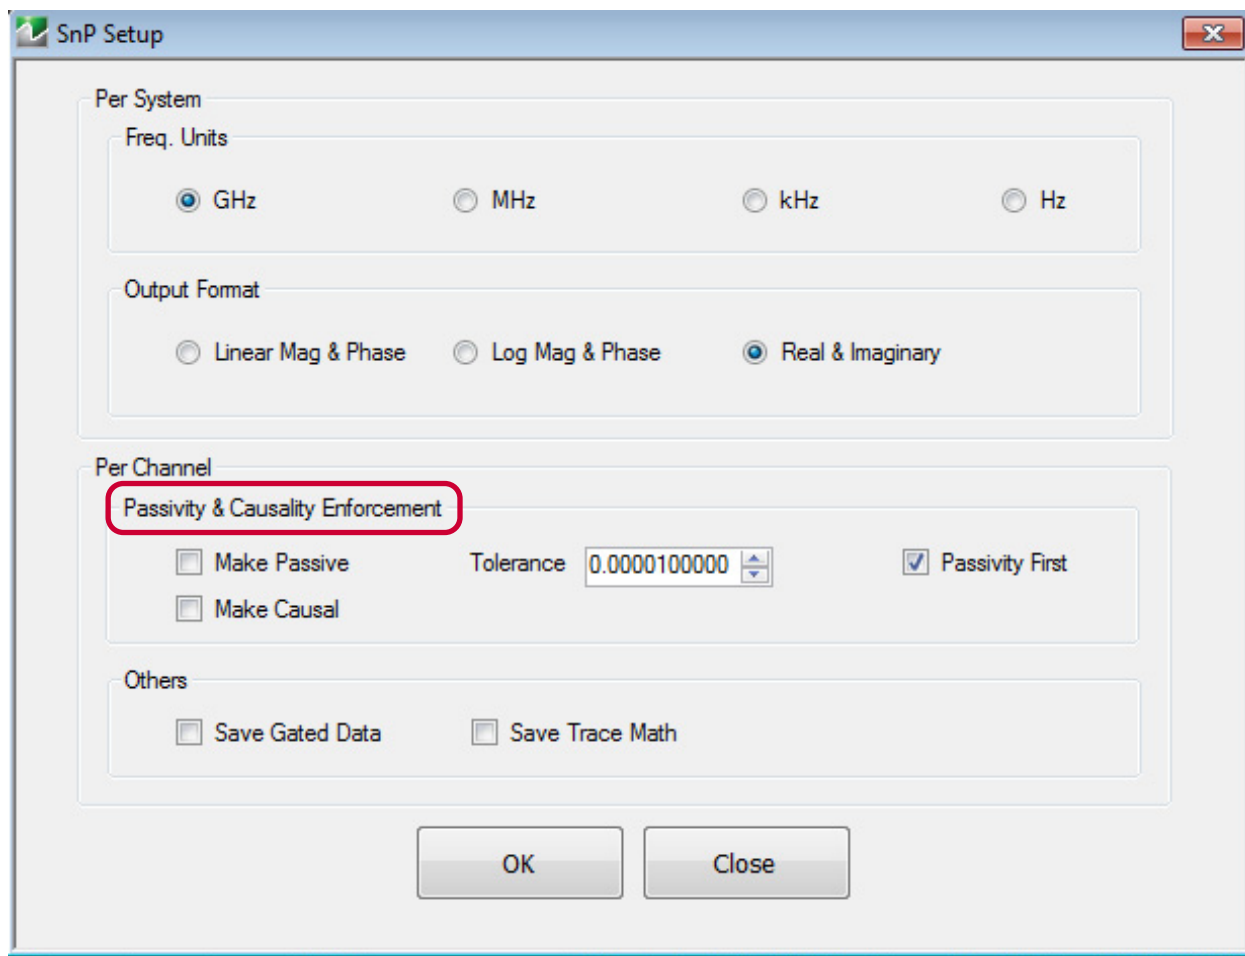 SnP Setup
Per System
Freq. Units
GHz MHz kHz Hz
Output Format
Linear Mag & Phase Log Mag & Phase Real & Imaginary
Per Channel
Passivity & Causality Enforcement
Make Passive Tolerance 0.0000100000 Passivity First
Make Causal
Others
Save Gated Data Save Trace Math
OK Close